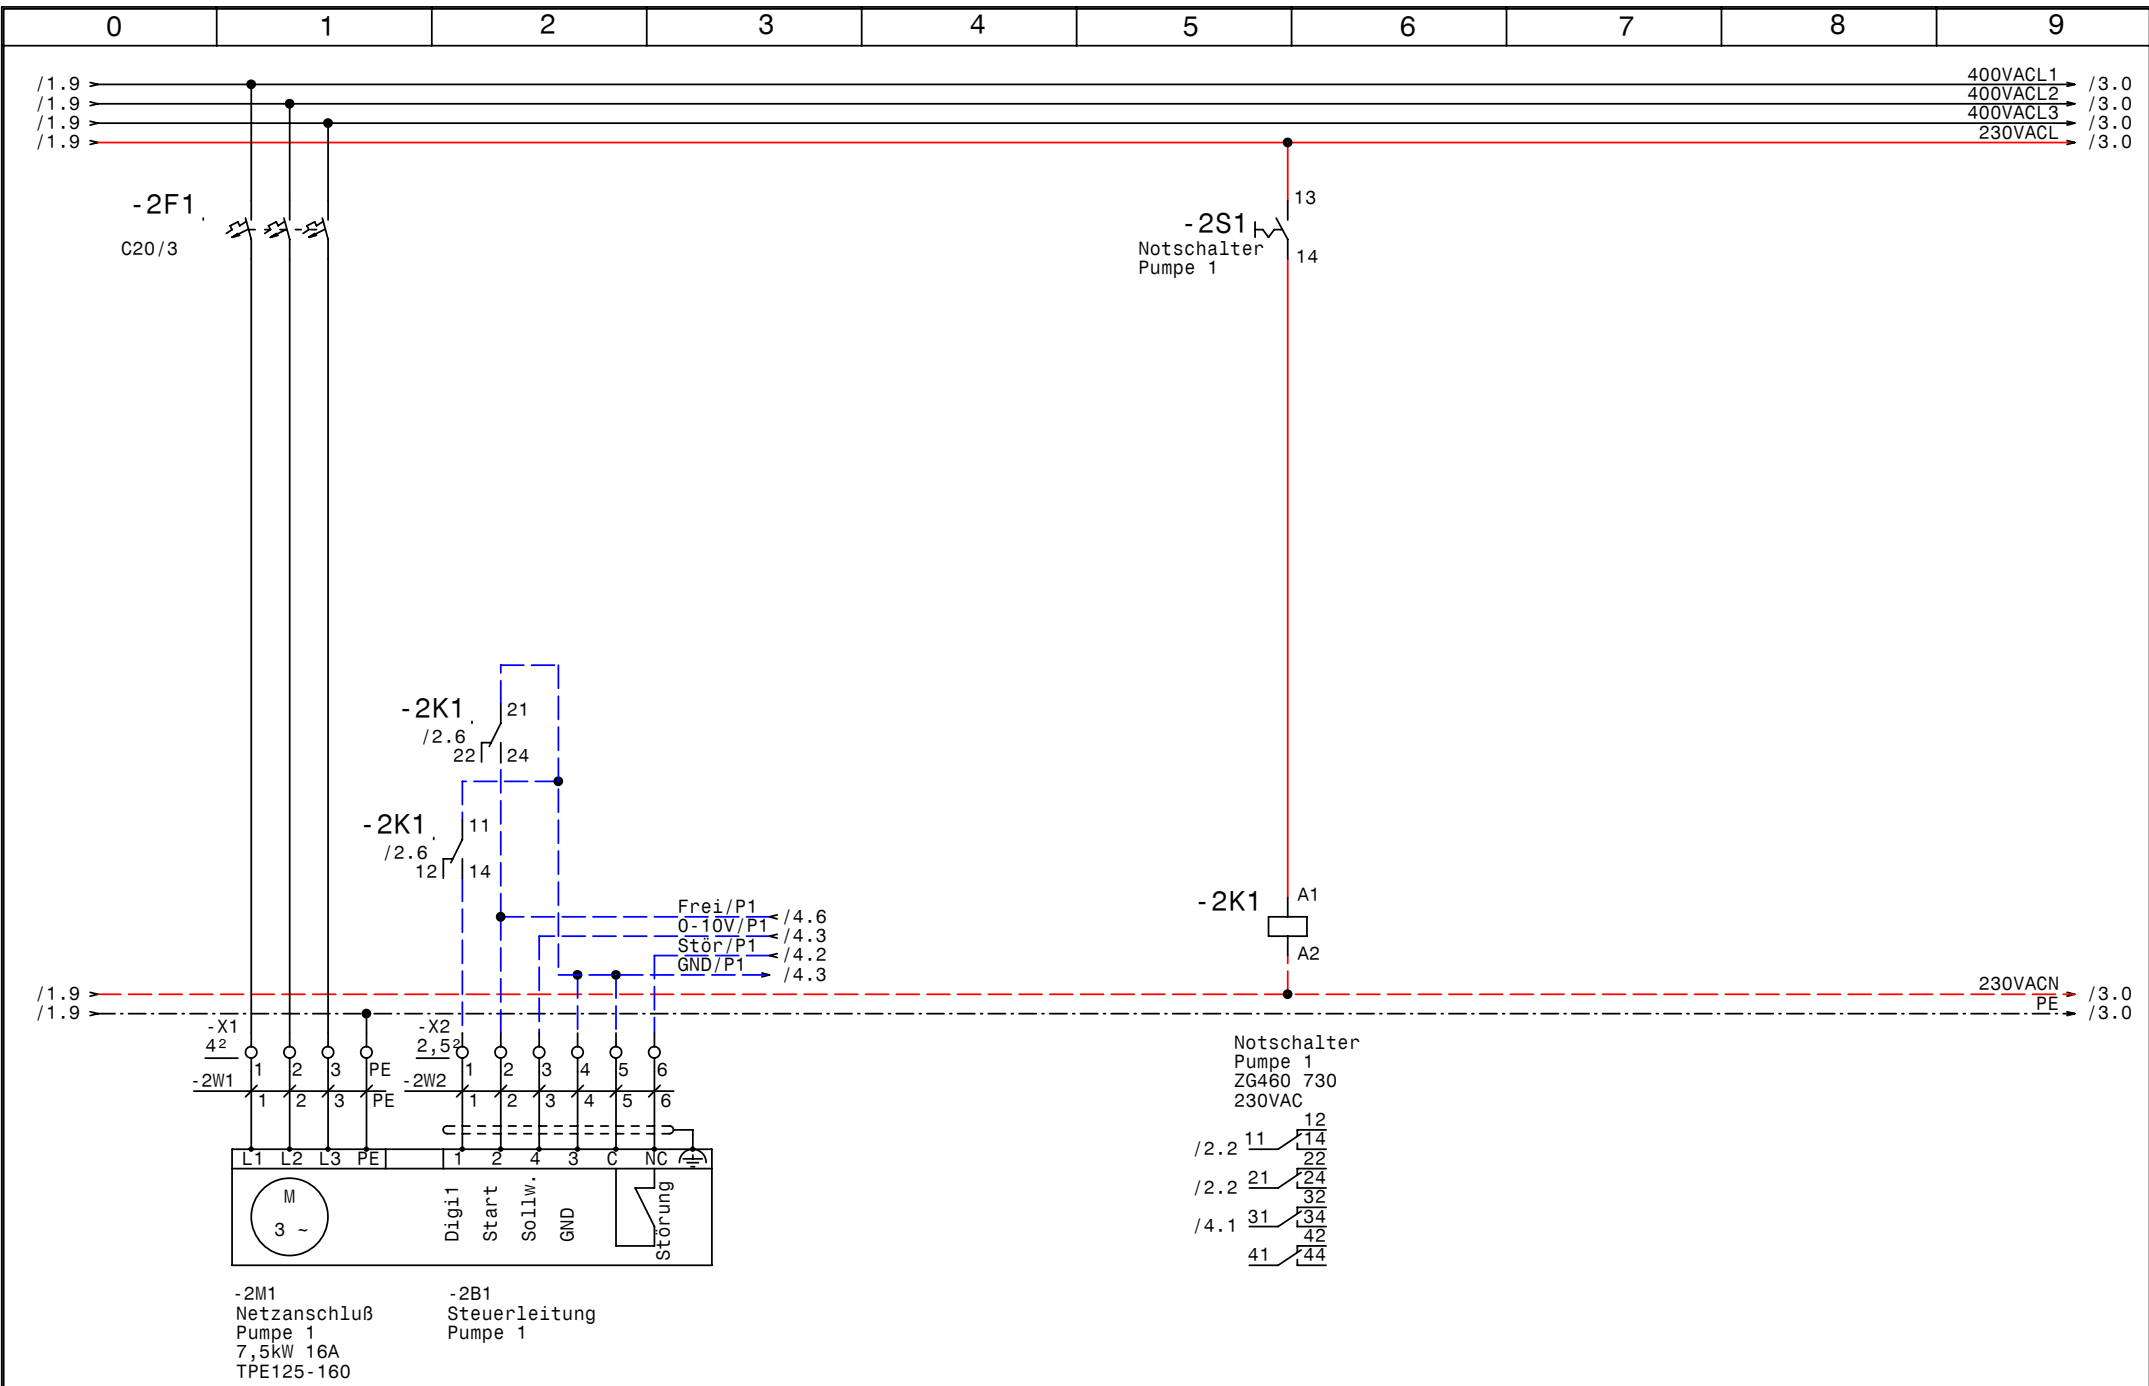 0 1 2 3 4 5 6 7 8 9
/1.9 400VACL1 /3.0
/1.9 400VACL2 /3.0
/1.9 400VACL3 /3.0
/1.9 230VACL /3.0
-2F1
C20/3
13
-2S1
Notschalter
Pumpe 1
14
-2K1
21
/2.6
22 24
-2K1
11
/2.6
12 14
Frei/P1 /4.6
0-10V/P1 /4.3
Stör/P1 /4.2
GND/P1 /4.3
-2K1
A1
A2
/1.9 230VACN /3.0
/1.9 PE /3.0
-X1
4²
1 2 3 PE
-2W1
1 2 3 PE
-X2
2,5²
1 2 3 4 5 6
-2W2
1 2 3 4 5 6
L1 L2 L3 PE 1 2 4 3 C NC
M
3 ~
Digi1
Start
Sollw.
GND
Störung
-2M1
Netzanschluß
Pumpe 1
7,5kW 16A
TPE125-160
-2B1
Steuerleitung
Pumpe 1
Notschalter
Pumpe 1
ZG460 730
230VAC
12
/2.2 11 14
22
/2.2 21 24
32
/4.1 31 34
42
41 44